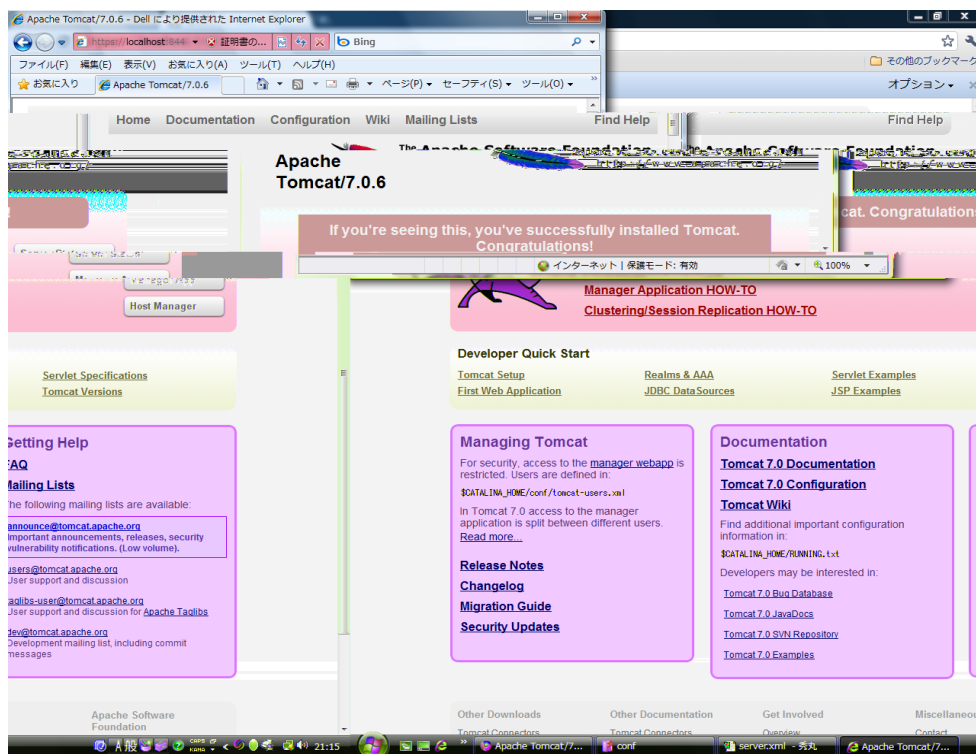 Apache Tomcat/7.0.6 - Dell により提供された Internet Explorer
https://localhost:844
証明書の...
Bing
ファイル(F) 編集(E) 表示(V) お気に入り(A) ツール(T) ヘルプ(H)
お気に入り
Apache Tomcat/7.0.6
ページ(P)
セーフティ(S)
ツール(O)
その他のブックマーク
オプション
Home Documentation Configuration Wiki Mailing Lists Find Help
Find Help
The Apache Software Foundation
Apache
Tomcat/7.0.6
If you're seeing this, you've successfully installed Tomcat.
Congratulations!
cat. Congratulation
インターネット | 保護モード: 有効
100%
Host Manager
Manager Application HOW-TO
Clustering/Session Replication HOW-TO
Servlet Specifications
Tomcat Versions
Developer Quick Start
Tomcat Setup
Realms & AAA
Servlet Examples
First Web Application
JDBC DataSources
JSP Examples
Getting Help
FAQ
Mailing Lists
The following mailing lists are available:
announce@tomcat.apache.org
Important announcements, releases, security
vulnerability notifications. (Low volume).
users@tomcat.apache.org
User support and discussion
taglibs-user@tomcat.apache.org
User support and discussion for Apache Taglibs
dev@tomcat.apache.org
Development mailing list, including commit
messages
Managing Tomcat
For security, access to the manager webapp is
restricted. Users are defined in:
$CATALINA_HOME/conf/tomcat-users.xml
In Tomcat 7.0 access to the manager
application is split between different users.
Read more...
Release Notes
Changelog
Migration Guide
Security Updates
Documentation
Tomcat 7.0 Documentation
Tomcat 7.0 Configuration
Tomcat Wiki
Find additional important configuration
information in:
$CATALINA_HOME/RUNNING.txt
Developers may be interested in:
Tomcat 7.0 Bug Database
Tomcat 7.0 JavaDocs
Tomcat 7.0 SVN Repository
Tomcat 7.0 Examples
Apache Software
Foundation
Other Downloads
Other Documentation
Get Involved
Miscellaneo
Tomcat Connectors
Tomcat Connectors
Overview
Contact
A 般
CAPS
KANA
21:15
Apache Tomcat/7...
conf
server.xml - 秀丸
Apache Tomcat/7...